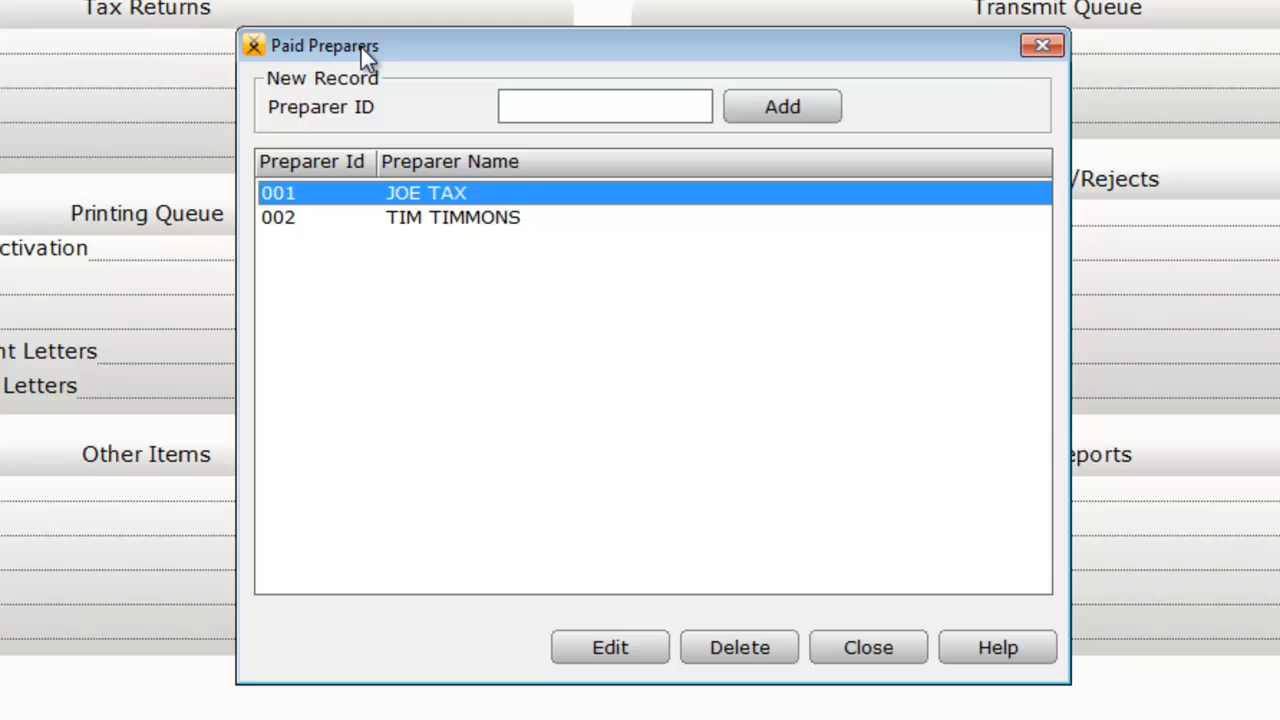 Tax Returns
Transmit Queue
Paid Preparers
New Record
Preparer ID
Add
Preparer Id Preparer Name
001 JOE TAX
002 TIM TIMMONS
/Rejects
Printing Queue
ctivation
nt Letters
Letters
Other Items
eports
Edit Delete Close Help